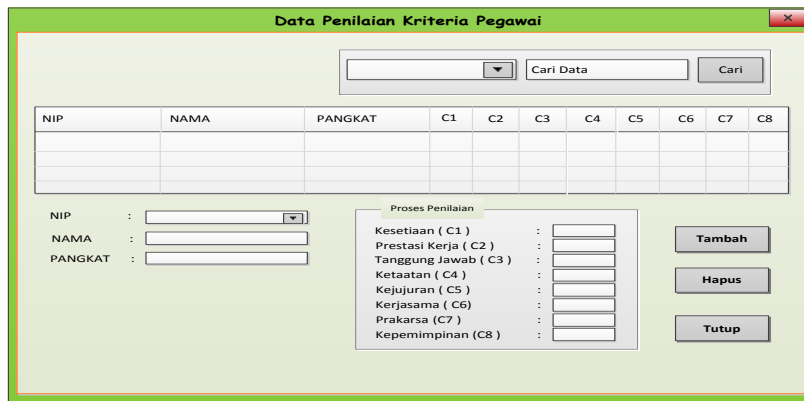 Data Penilaian Kriteria Pegawai
Cari Data
Cari
NIP NAMA PANGKAT C1 C2 C3 C4 C5 C6 C7 C8
NIP :
NAMA :
PANGKAT :
Proses Penilaian
Kesetiaan ( C1 ) :
Prestasi Kerja ( C2 ) :
Tanggung Jawab ( C3 ) :
Ketaatan ( C4 ) :
Kejujuran ( C5 ) :
Kerjasama ( C6) :
Prakarsa (C7 ) :
Kepemimpinan (C8 ) :
Tambah
Hapus
Tutup